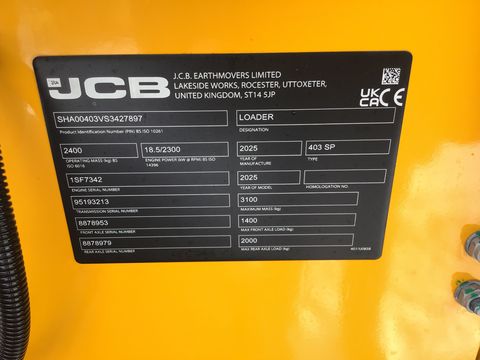 JCB
J.C.B. EARTHMOVERS LIMITED
LAKESIDE WORKS, ROCESTER, UTTOXETER,
UNITED KINGDOM, ST14 5JP
UK
CA CE
SHA00403VS3427897
Product Identification Number (PIN) BS ISO 10261
LOADER
DESIGNATION
2400
OPERATING MASS (kg) BS ISO 6016
18.5/2300
ENGINE POWER (kW @ RPM) BS ISO 14396
2025
YEAR OF MANUFACTURE
403 SP
TYPE
1SF7342
ENGINE SERIAL NUMBER
2025
YEAR OF MODEL
HOMOLOGATION NO.
95193213
TRANSMISSION SERIAL NUMBER
3100
MAXIMUM MASS (kg)
8878953
FRONT AXLE SERIAL NUMBER
1400
MAX FRONT AXLE LOAD (kg)
8878979
REAR AXLE SERIAL NUMBER
2000
MAX REAR AXLE LOAD (kg)